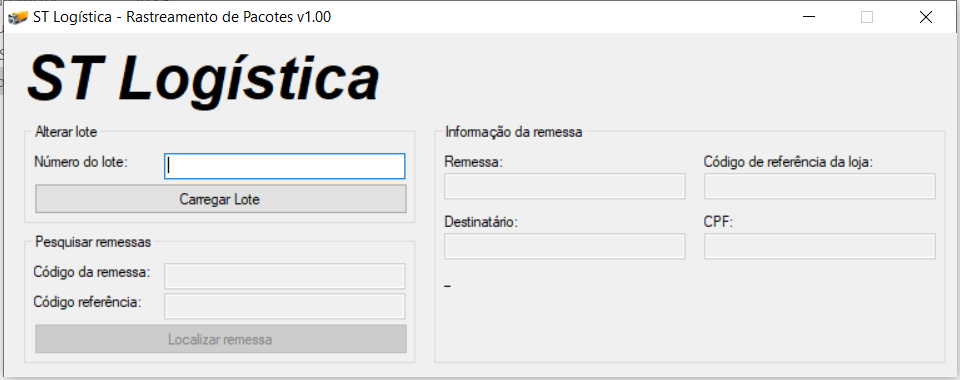 ST Logística - Rastreamento de Pacotes v1.00
ST Logística
Alterar lote
Número do lote:
Carregar Lote
Pesquisar remessas
Código da remessa:
Código referência:
Localizar remessa
Informação da remessa
Remessa:
Código de referência da loja:
Destinatário:
CPF:
–